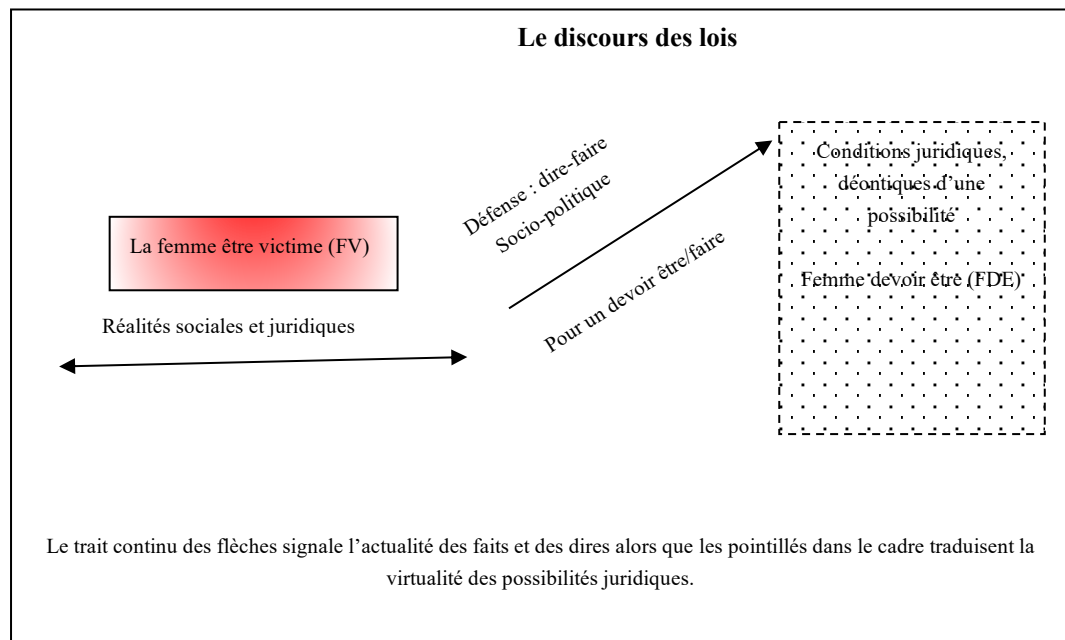 Le discours des lois
Défense : dire-faire
Socio-politique
Pour un devoir être/faire
Conditions juridiques,
déontiques d’une
possibilité
Femme devoir être (FDE)
La femme être victime (FV)
Réalités sociales et juridiques
Le trait continu des flèches signale l’actualité des faits et des dires alors que les pointillés dans le cadre traduisent la
virtualité des possibilités juridiques.